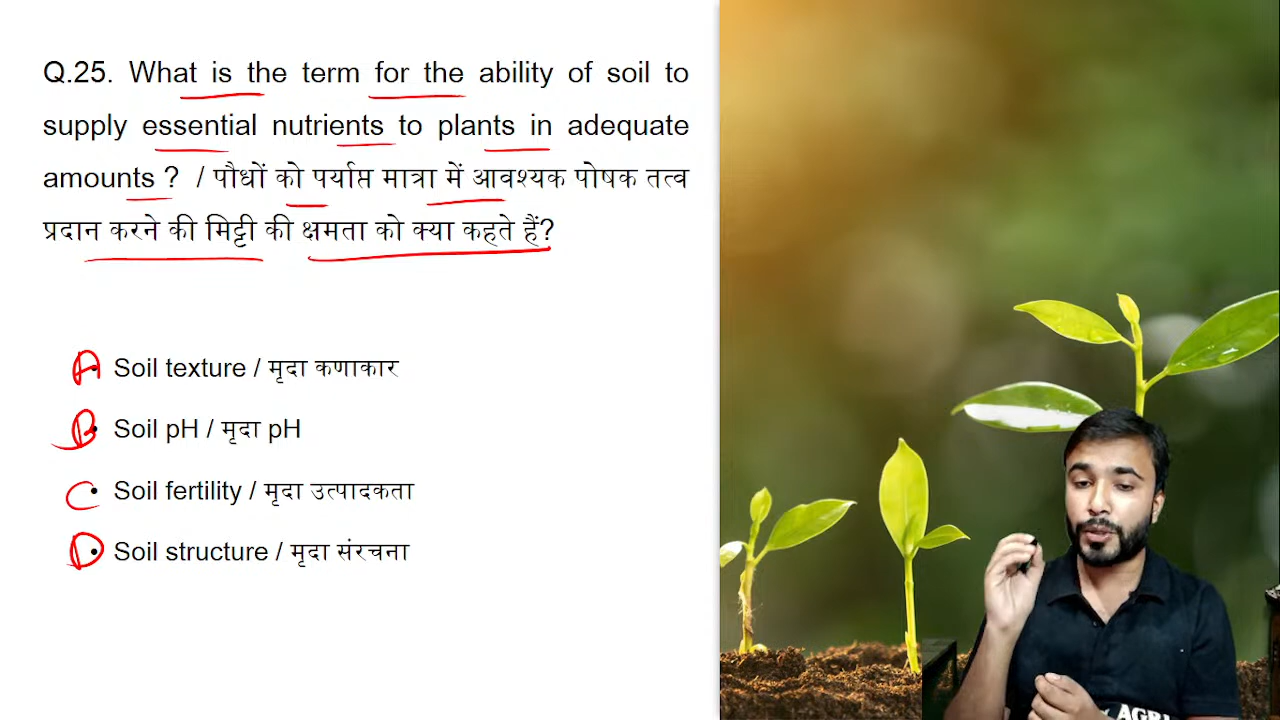 Q.25. What is the term for the ability of soil to
supply essential nutrients to plants in adequate
amounts ? / पौधों को पर्याप्त मात्रा में आवश्यक पोषक तत्व
प्रदान करने की मिट्टी की क्षमता को क्या कहते हैं?
A • Soil texture / मृदा कणाकार
B • Soil pH / मृदा pH
C • Soil fertility / मृदा उत्पादकता
D • Soil structure / मृदा संरचना
AGRI